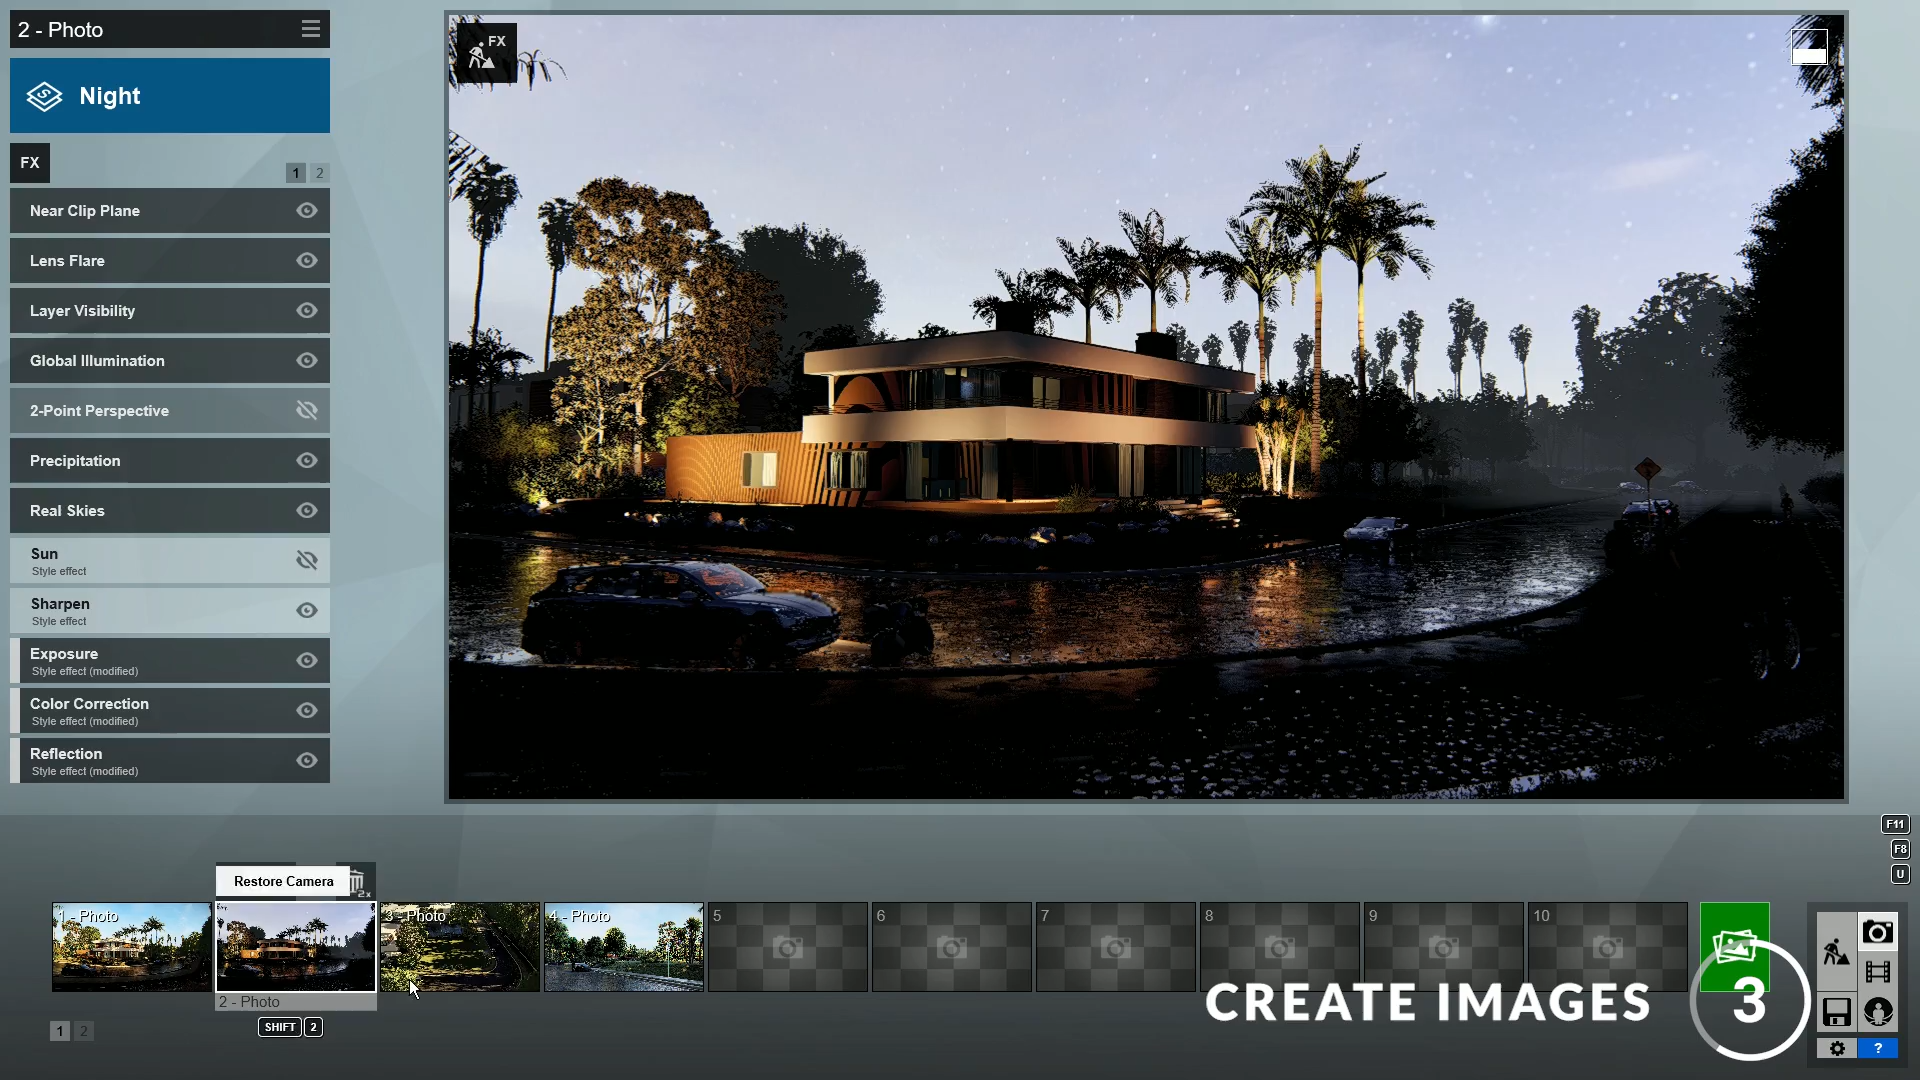 2 - Photo
Night
FX
1 2
Near Clip Plane
Lens Flare
Layer Visibility
Global Illumination
2-Point Perspective
Precipitation
Real Skies
Sun
Style effect
Sharpen
Style effect
Exposure
Style effect (modified)
Color Correction
Style effect (modified)
Reflection
Style effect (modified)
FX
F11
F8
U
Restore Camera
2x
1 - Photo
3 - Photo
4 - Photo
5
6
7
8
9
10
2 - Photo
SHIFT 2
1 2
CREATE IMAGES
3
?